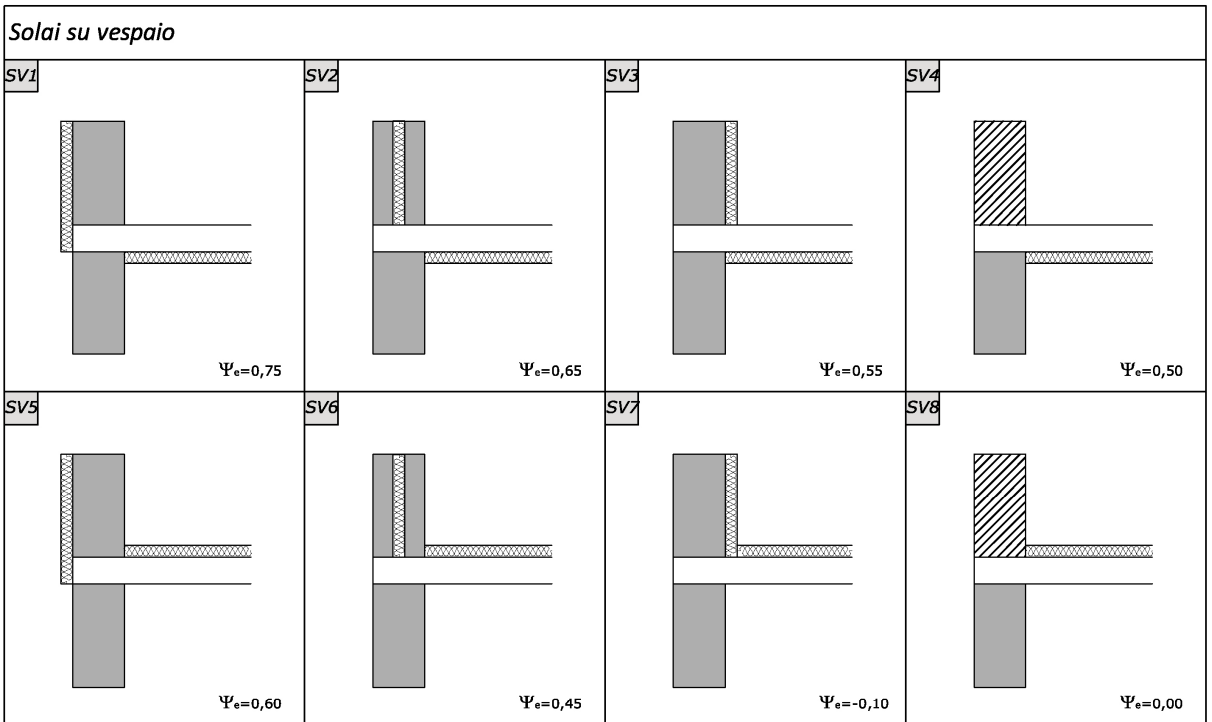 Solai su vespaio
SV1
SV2
SV3
SV4
Ψe=0,75
Ψe=0,65
Ψe=0,55
Ψe=0,50
SV5
SV6
SV7
SV8
Ψe=0,60
Ψe=0,45
Ψe=-0,10
Ψe=0,00